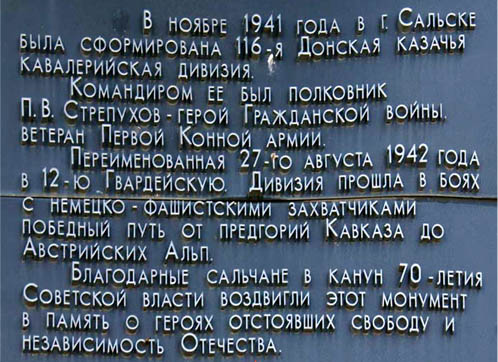 В ноябре 1941 года в г. Сальске
была сформирована 116-я Донская казачья
кавалерийская дивизия.
Командиром ее был полковник
П. В. Стрепухов - герой Гражданской войны.
ветеран Первой Конной армии.
Переименованная 27-го августа 1942 года
в 12-ю Гвардейскую. Дивизия прошла в боях
с немецко-фашистскими захватчиками
победный путь от предгорий Кавказа до
Австрийских Альп.
Благодарные сальчане в канун 70-летия
Советской власти воздвигли этот монумент
в память о героях отстоявших свободу и
независимость Отечества.